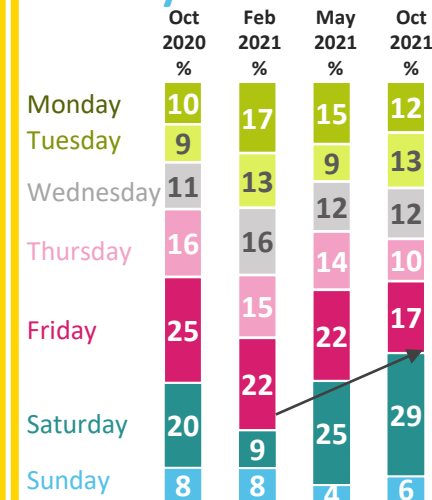 Oct Feb May Oct
2020 2021 2021 2021
% % % %
Monday 10 17 15 12
Tuesday 9 13 9 13
Wednesday 11 16 12 12
Thursday 16 15 14 10
Friday 25 22 22 17
Saturday 20 9 25 29
Sunday 8 8 4 6